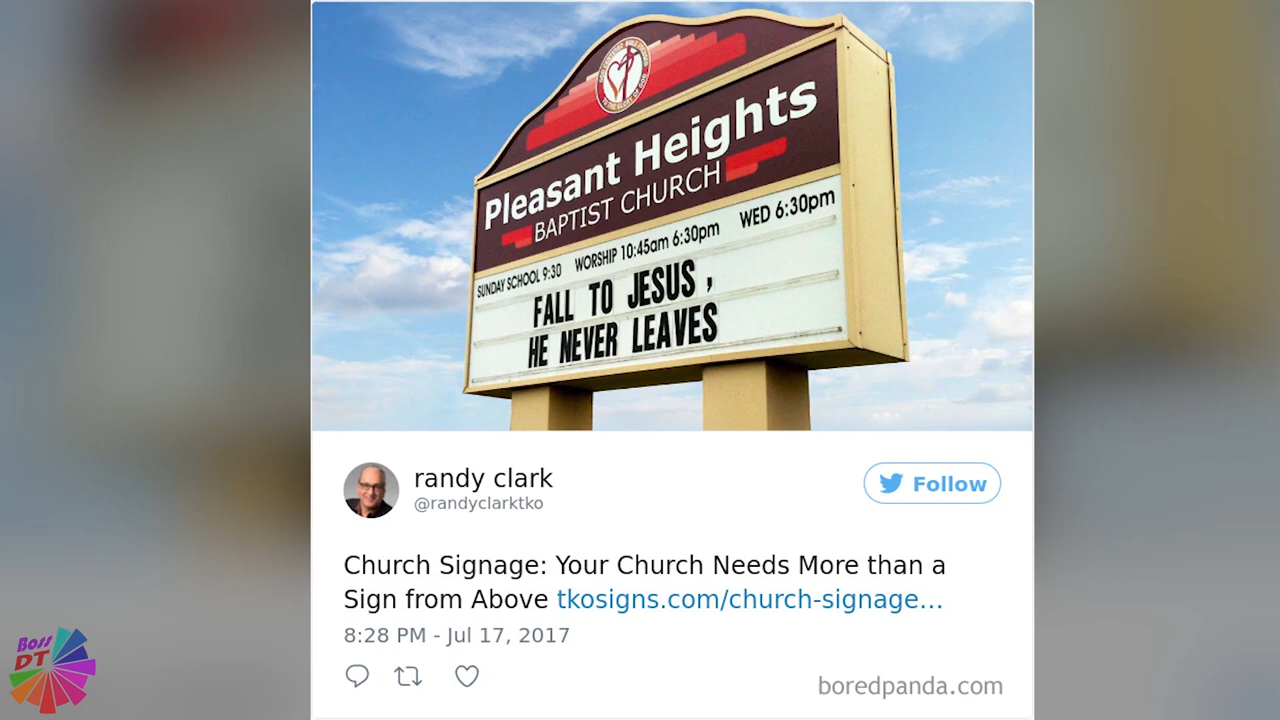 Pleasant Heights
BAPTIST CHURCH
SUNDAY SCHOOL 9:30 WORSHIP 10:45am 6:30pm WED 6:30pm
FALL TO JESUS,
HE NEVER LEAVES
randy clark
@randyclarktko
Follow
Church Signage: Your Church Needs More than a
Sign from Above tkosigns.com/church-signage...
8:28 PM - Jul 17, 2017
boredpanda.com
Boss
DT